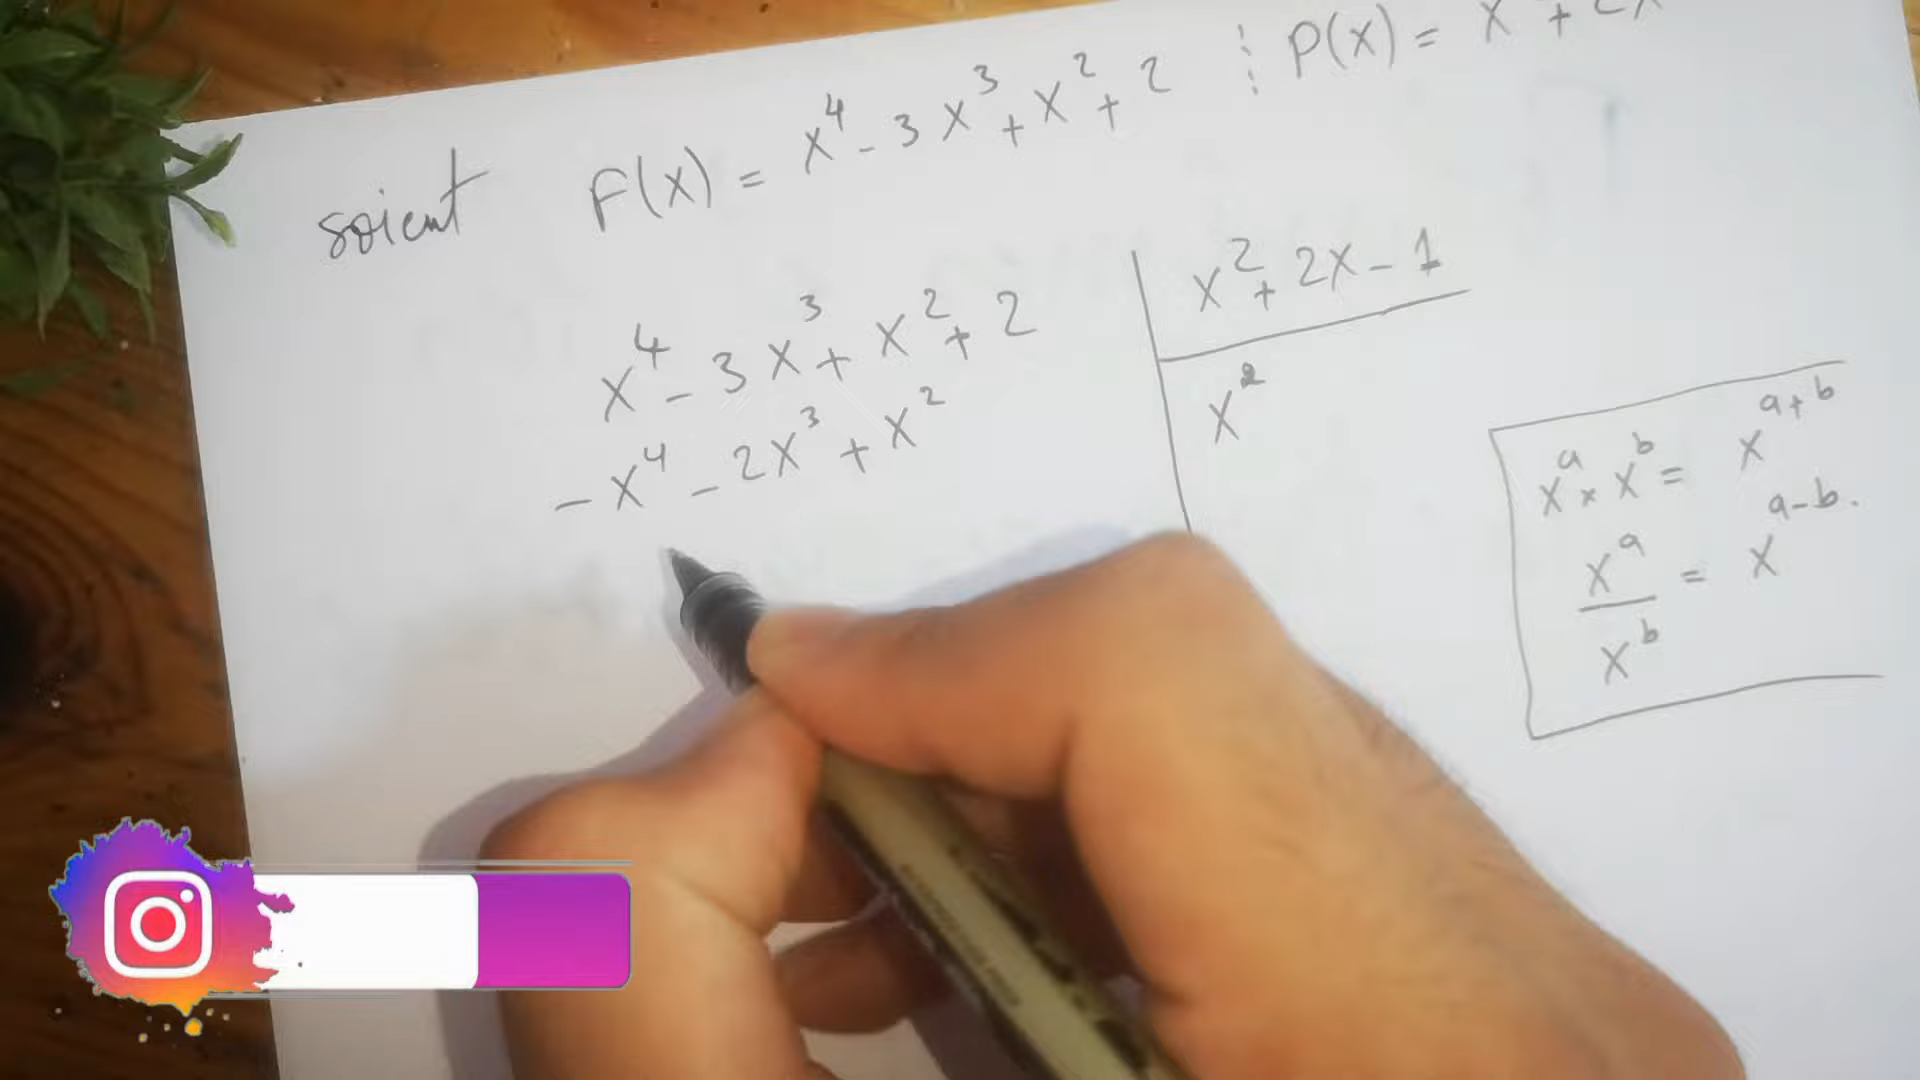 soient F(x) = x⁴ - 3x³ + x² + 2 ⋮ P(x) = x + 2x
x⁴ - 3x³ + x² + 2
x² + 2x - 1
- x⁴ - 2x³ + x²
x²
xᵃ × xᵇ = xᵃ⁺ᵇ
xᵃ/xᵇ = xᵃ⁻ᵇ.